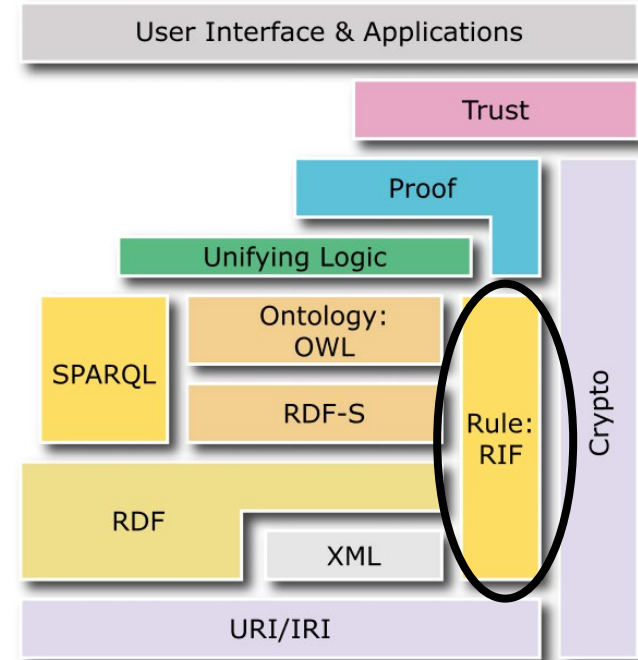 User Interface & Applications
Trust
Proof
Unifying Logic
Ontology:
OWL
SPARQL
RDF-S
Rule:
RIF
Crypto
RDF
XML
URI/IRI